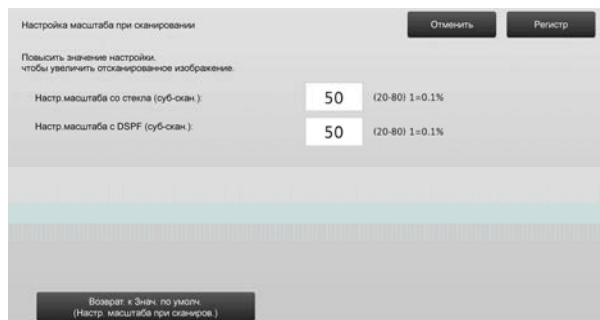 Настройка масштаба при сканировании
Отменить
Регистр
Повысить значение настройки.
чтобы увеличить отсканированное изображение.
Настр.масштаба со стекла (суб-скан.):
50
(20-80) 1=0.1%
Настр.масштаба с DSPF (суб-скан.):
50
(20-80) 1=0.1%
Возврат. к Знач. по умолч.
(Настр. масштаба при сканиров.)